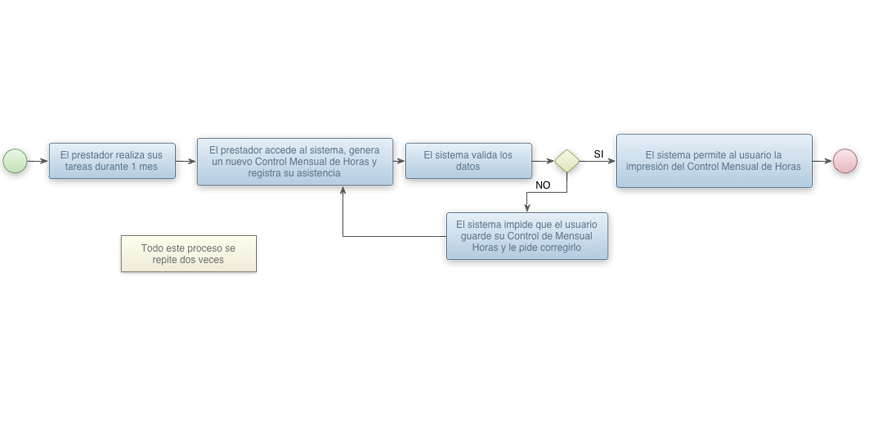 El prestador realiza sus
tareas durante 1 mes
El prestador accede al sistema, genera
un nuevo Control Mensual de Horas y
registra su asistencia
El sistema valida los
datos
SI
El sistema permite al usuario la
impresión del Control Mensual de Horas
NO
El sistema impide que el usuario
guarde su Control de Mensual
Horas y le pide corregirlo
Todo este proceso se
repite dos veces